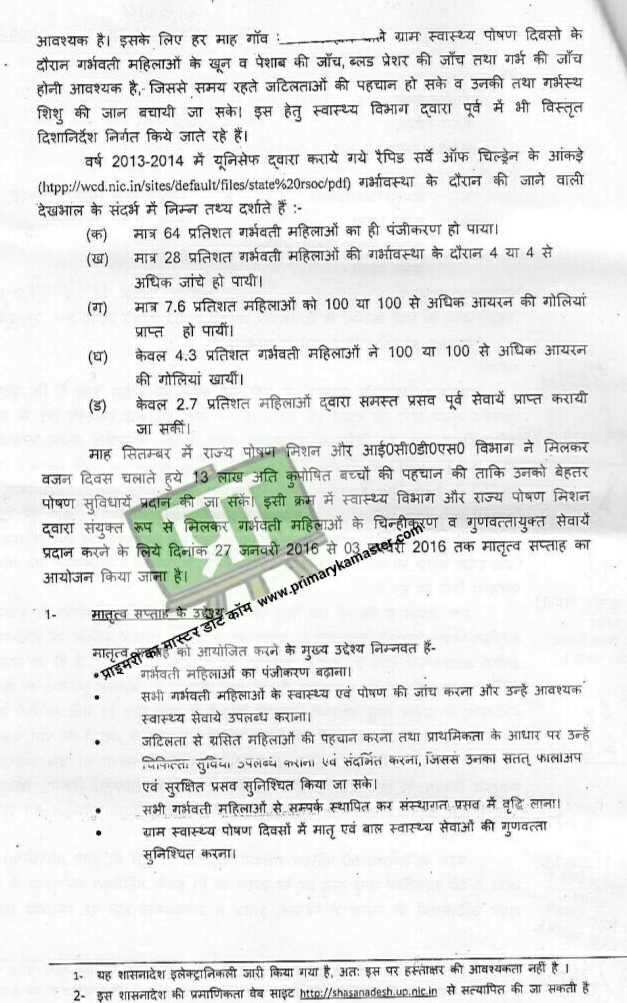 आवश्यक है। इसके लिए हर माह गाँव ग्राम स्वास्थ्य पोषण दिवसो के
दौरान गर्भवती महिलाओं के खून व पेशाब की जाँच, ब्लड प्रेशर की जाँच तथा गर्भ की जाँच
होनी आवश्यक है, जिससे समय रहते जटिलताओं की पहचान हो सके व उनकी तथा गर्भस्थ
शिशु की जान बचायी जा सके। इस हेतु स्वास्थ्य विभाग द्वारा पूर्व में भी विस्तृत
दिशानिर्देश निर्गत किये जाते रहे हैं।
वर्ष 2013-2014 में यूनिसेफ द्वारा कराये गये रैपिड सर्वे ऑफ चिल्ड्रेन के आंकड़े
(htpp://wcd.nic.in/sites/default/files/state%20rsoc/pdf) गर्भावस्था के दौरान की जाने वाली
देखभाल के संदर्भ में निम्न तथ्य दर्शाते हैं :-
(क) मात्र 64 प्रतिशत गर्भवती महिलाओं का ही पंजीकरण हो पाया।
(ख) मात्र 28 प्रतिशत गर्भवती महिलाओं की गर्भावस्था के दौरान 4 या 4 से
अधिक जांचे हो पायी।
(ग) मात्र 7.6 प्रतिशत महिलाओं को 100 या 100 से अधिक आयरन की गोलियां
प्राप्त हो पायीं।
(घ) केवल 4.3 प्रतिशत गर्भवती महिलाओं ने 100 या 100 से अधिक आयरन
की गोलियां खायीं।
(ड) केवल 2.7 प्रतिशत महिलाओं द्वारा समस्त प्रसव पूर्व सेवायें प्राप्त करायी
जा सकीं।
माह सितम्बर में राज्य पोषण मिशन और आई0सी0डी0एस0 विभाग ने मिलकर
वजन दिवस चलाते हुये 13 लाख अति कुपोषित बच्चों की पहचान की ताकि उनको बेहतर
पोषण सुविधायें प्रदान की जा सकें। इसी क्रम में स्वास्थ्य विभाग और राज्य पोषण मिशन
द्वारा संयुक्त रूप से मिलकर गर्भवती महिलाओं के चिन्हीकरण व गुणवत्तायुक्त सेवायें
प्रदान करने के लिये दिनांक 27 जनवरी 2016 से 03 2016 तक मातृत्व सप्ताह का
आयोजन किया जाना है।
1- मातृत्व सप्ताह के उद्देश्य
मातृत्व को आयोजित करने के मुख्य उद्देश्य निम्नवत हैं-
• गर्भवती महिलाओं का पंजीकरण बढ़ाना।
सभी गर्भवती महिलाओं के स्वास्थ्य एवं पोषण की जांच करना और उन्हें आवश्यक
स्वास्थ्य सेवाये उपलब्ध कराना।
• जटिलता से ग्रसित महिलाओं की पहचान करना तथा प्राथमिकता के आधार पर उन्हें
चिकित्सा सुविधा उपलब्ध कराना एवं संदर्भित करना, जिससे उनका सतत् फालोअप
एवं सुरक्षित प्रसव सुनिश्चित किया जा सके।
• सभी गर्भवती महिलाओं से सम्पर्क स्थापित कर संस्थागत प्रसव में वृद्धि लाना।
• ग्राम स्वास्थ्य पोषण दिवसों में मातृ एवं बाल स्वास्थ्य सेवाओं की गुणवत्ता
सुनिश्चित करना।
प्राइमरी का मास्टर डॉट कॉम www.primarykamaster.com
1- यह शासनादेश इलेक्ट्रानिकली जारी किया गया है, अतः इस पर हस्ताक्षर की आवश्यकता नहीं है ।
2- इस शासनादेश की प्रमाणिकता वेब साइट http://shasanadesh.up.nic.in से सत्यापित की जा सकती है